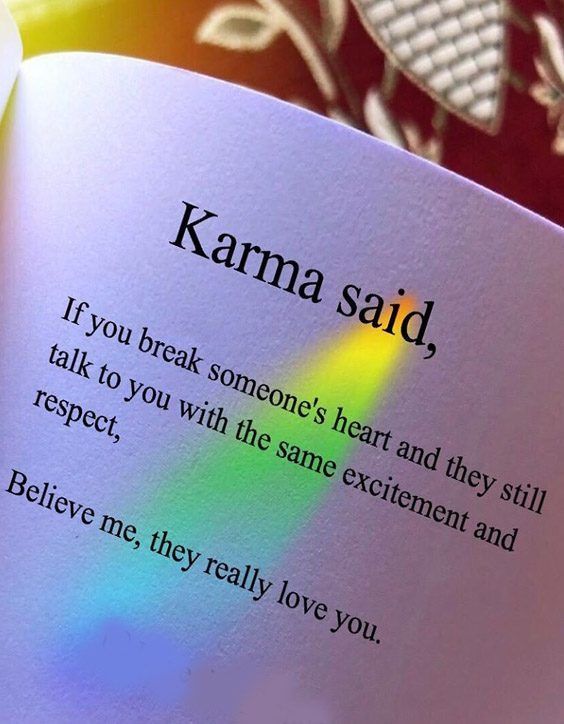 Karma said,
If you break someone's heart and they still
talk to you with the same excitement and
respect,
Believe me, they really love you.